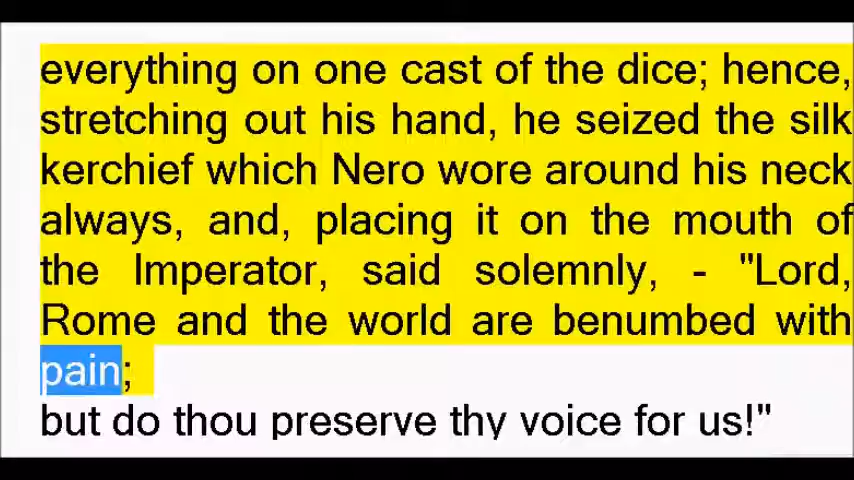 everything on one cast of the dice; hence,
stretching out his hand, he seized the silk
kerchief which Nero wore around his neck
always, and, placing it on the mouth of
the Imperator, said solemnly, - "Lord,
Rome and the world are benumbed with
pain;
but do thou preserve thy voice for us!"